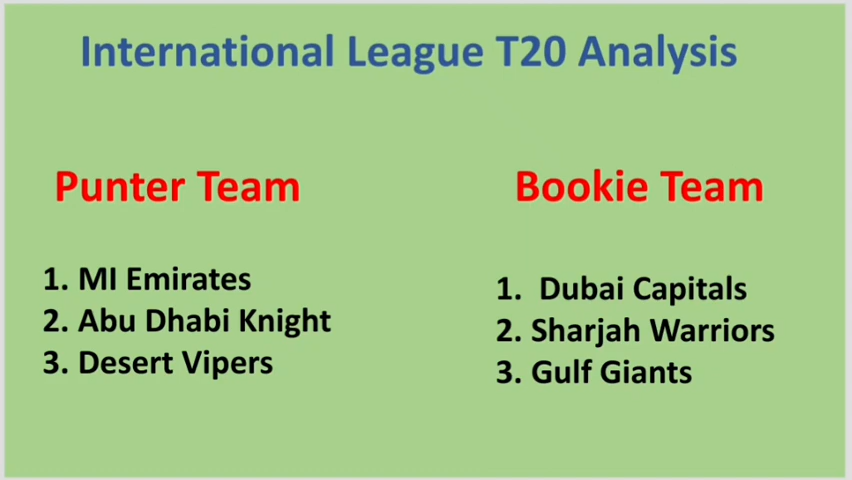 International League T20 Analysis
Punter Team
1. MI Emirates
2. Abu Dhabi Knight
3. Desert Vipers
Bookie Team
1. Dubai Capitals
2. Sharjah Warriors
3. Gulf Giants